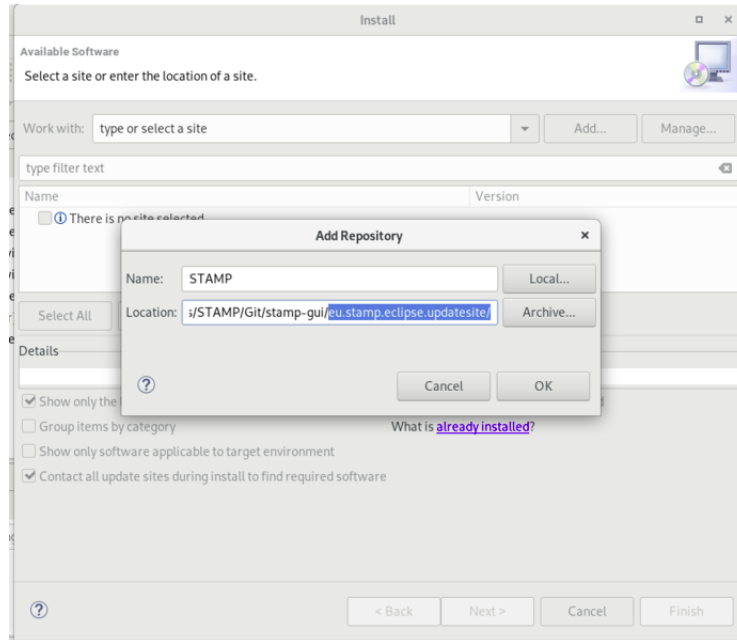 Install
Available Software
Select a site or enter the location of a site.
Work with: type or select a site Add... Manage...
type filter text
Name Version
There is no site selected
Add Repository
Name: STAMP Local...
Location: s/STAMP/Git/stamp-gui/eu.stamp.eclipse.updatesite/ Archive...
Cancel OK
Select All
Details
Show only the
Group items by category What is already installed?
Show only software applicable to target environment
Contact all update sites during install to find required software
< Back Next > Cancel Finish